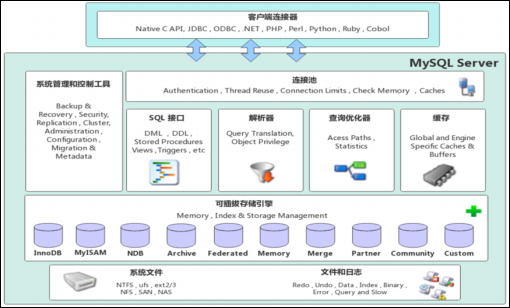 客户端连接器
Native C API, JDBC, ODBC, .NET, PHP, Perl, Python, Ruby, Cobol
MySQL Server
系统管理和控制工具
Backup &
Recovery, Security,
Replication, Cluster,
Administration,
Configuration,
Migration &
Metadata
连接池
Authentication, Thread Reuse, Connection Limits, Check Memory, Caches
SQL 接口
DML, DDL,
Stored Procedures
Views, Triggers, etc
解析器
Query Translation,
Object Privilege
查询优化器
Acess Paths,
Statistics
缓存
Global and Engine
Specific Caches &
Buffers
可插拔存储引擎
Memory, Index & Storage Management
InnoDB
MyISAM
NDB
Archive
Federated
Memory
Merge
Partner
Community
Custom
系统文件
NTFS, ufs, ext2/3
NFS, SAN, NAS
文件和日志
Redo, Undo, Data, Index, Binary,
Error, Query and Slow